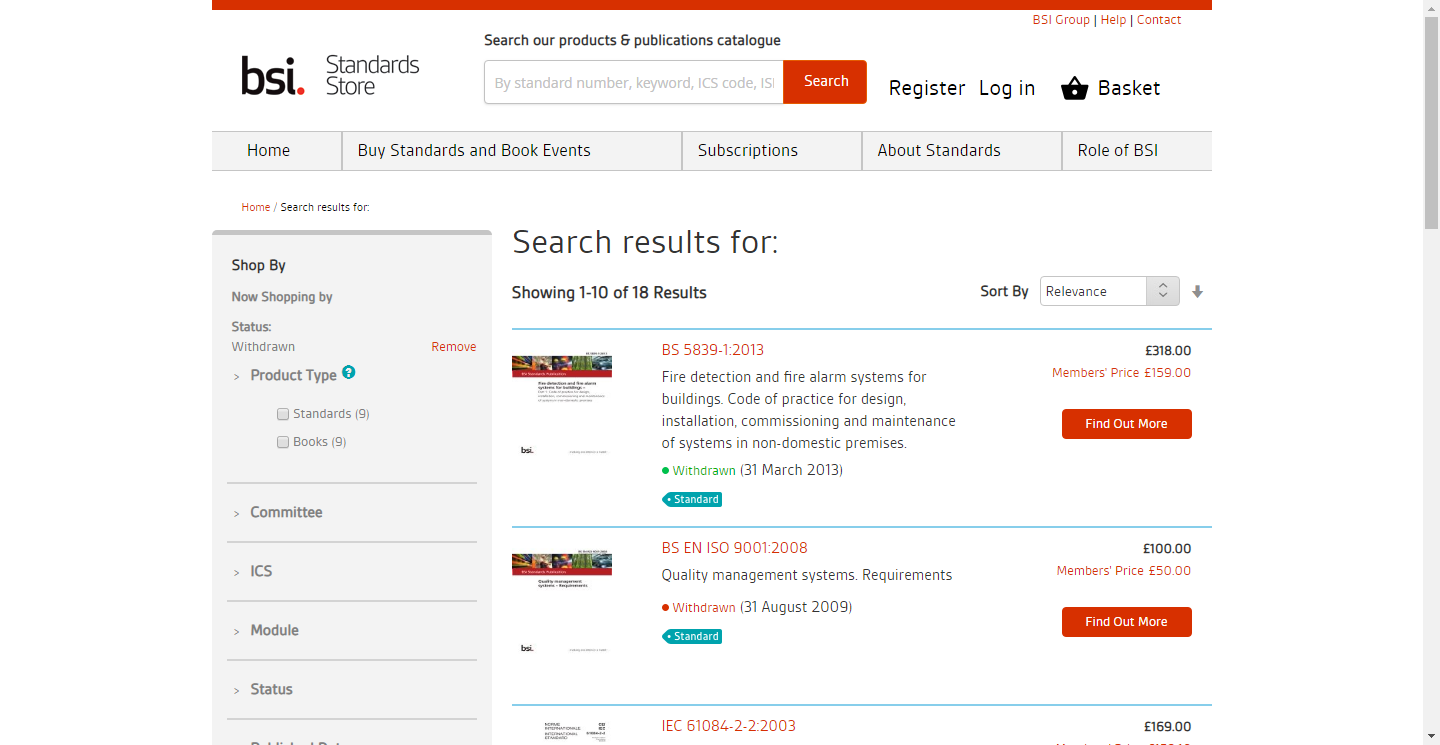 BSI Group | Help | Contact
Search our products & publications catalogue
bsi. Standards Store
By standard number, keyword, ICS code, ISI
Search
Register Log in Basket
Home
Buy Standards and Book Events
Subscriptions
About Standards
Role of BSI
Home / Search results for:
Shop By
Now Shopping by
Status:
Withdrawn Remove
> Product Type ?
Standards (9)
Books (9)
> Committee
> ICS
> Module
> Status
Search results for:
Showing 1-10 of 18 Results
Sort By Relevance
BS 5839-1:2013
£318.00
Members' Price £159.00
Fire detection and fire alarm systems for
buildings. Code of practice for design,
installation, commissioning and maintenance
of systems in non-domestic premises.
Withdrawn (31 March 2013)
Standard
Find Out More
bsi.
BS EN ISO 9001:2008
£100.00
Members' Price £50.00
Quality management systems. Requirements
Withdrawn (31 August 2009)
Standard
Find Out More
Quality management
systems – Requirements
bsi.
IEC 61084-2-2:2003
£169.00